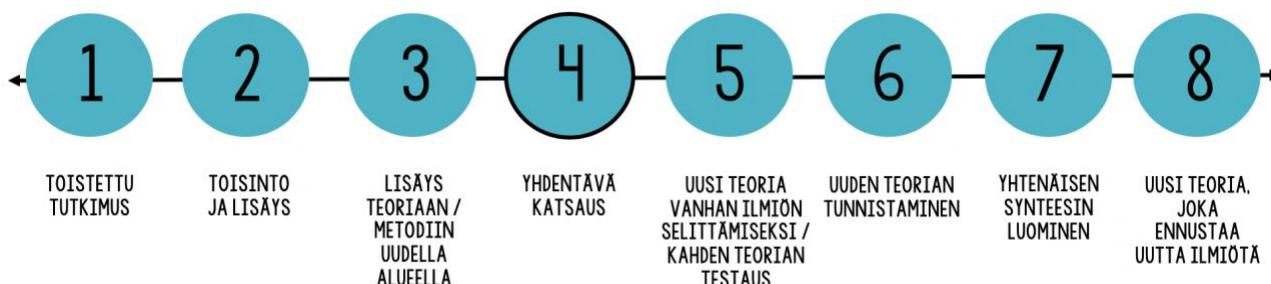 1 2 3 4 5 6 7 8
TOISTETTU
TUTKIMUS
TOISINTO
JA LISÄYS
LISÄYS
TEORIAAN /
METODIIN
UUDELLA
ALUEELLA
YHDENTÄVÄ
KATSAUS
UUSI TEORIA
VANHAN ILMIÖN
SELITTÄMISEKSI /
KAHDEN TEORIAN
TESTAUS
UUDEN TEORIAN
TUNNISTAMINEN
YHTENÄISEN
SYNTEESIN
LUOMINEN
UUSI TEORIA,
JOKA
ENNUSTAA
UUTTA ILMIÖTÄ